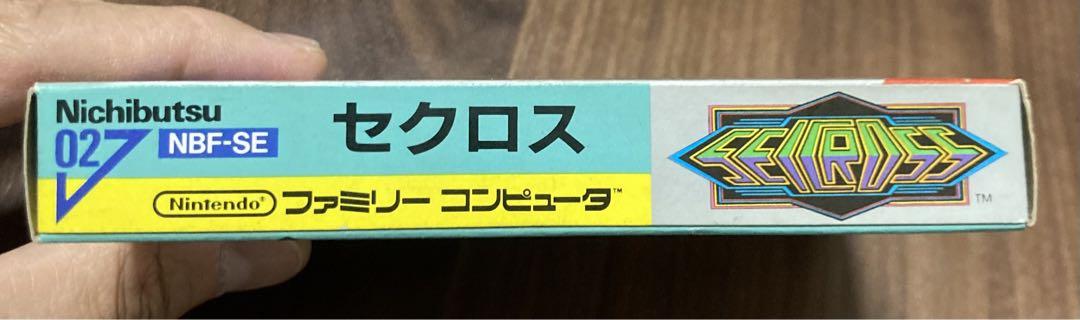 Nichibutsu
02
NBF-SE
セクロス
Nintendo® ファミリー コンピュータ™
SEICROSS
TM